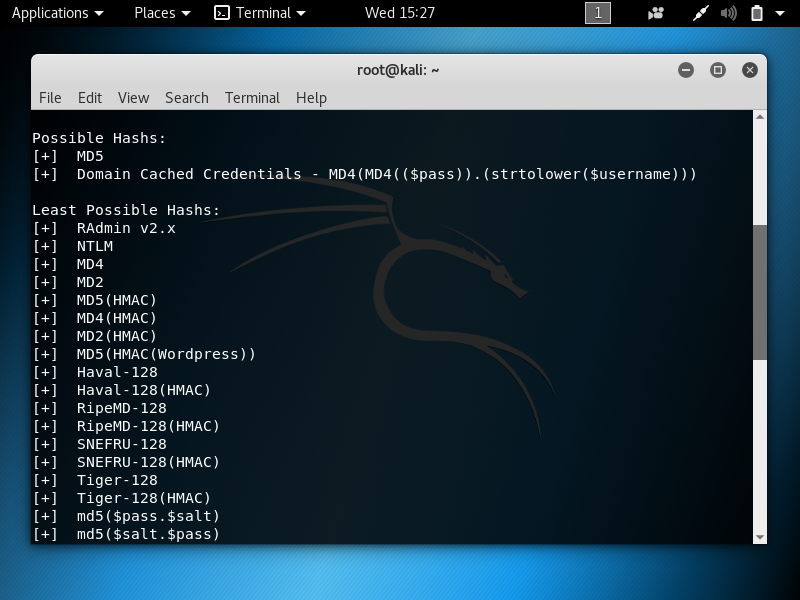 Applications Places Terminal Wed 15:27 1
root@kali: ~
File Edit View Search Terminal Help
Possible Hashs:
[+] MD5
[+] Domain Cached Credentials - MD4(MD4(($pass)).(strtolower($username)))
Least Possible Hashs:
[+] RAdmin v2.x
[+] NTLM
[+] MD4
[+] MD2
[+] MD5(HMAC)
[+] MD4(HMAC)
[+] MD2(HMAC)
[+] MD5(HMAC(Wordpress))
[+] Haval-128
[+] Haval-128(HMAC)
[+] RipeMD-128
[+] RipeMD-128(HMAC)
[+] SNEFRU-128
[+] SNEFRU-128(HMAC)
[+] Tiger-128
[+] Tiger-128(HMAC)
[+] md5($pass.$salt)
[+] md5($salt.$pass)